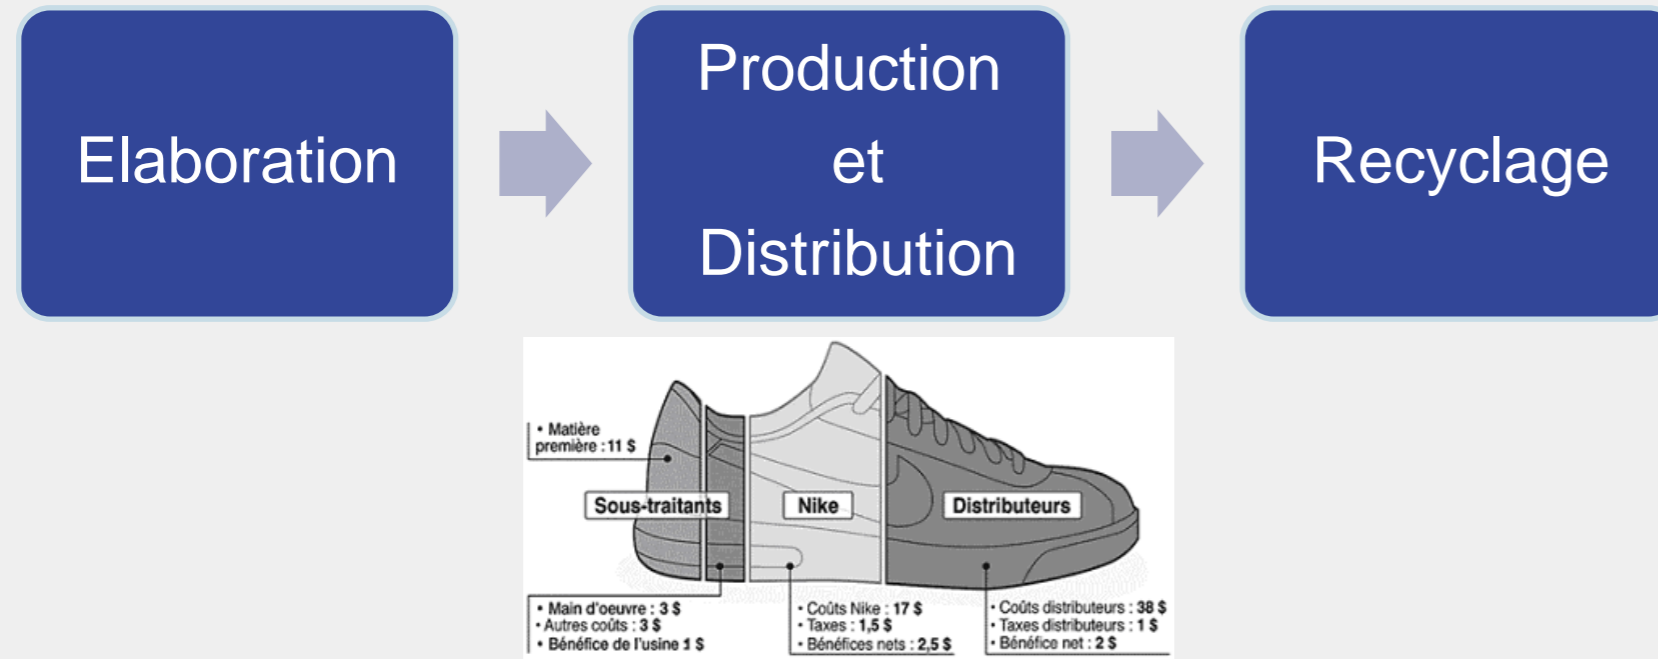 Elaboration
Production
et
Distribution
Recyclage
• Matière
première : 11 $
Sous-traitants
Nike
Distributeurs
• Main d'oeuvre : 3 $
• Autres coûts : 3 $
• Bénéfice de l'usine 1 $
• Coûts Nike : 17 $
• Taxes : 1,5 $
• Bénéfices nets : 2,5 $
• Coûts distributeurs : 38 $
• Taxes distributeurs : 1 $
• Bénéfice net : 2 $